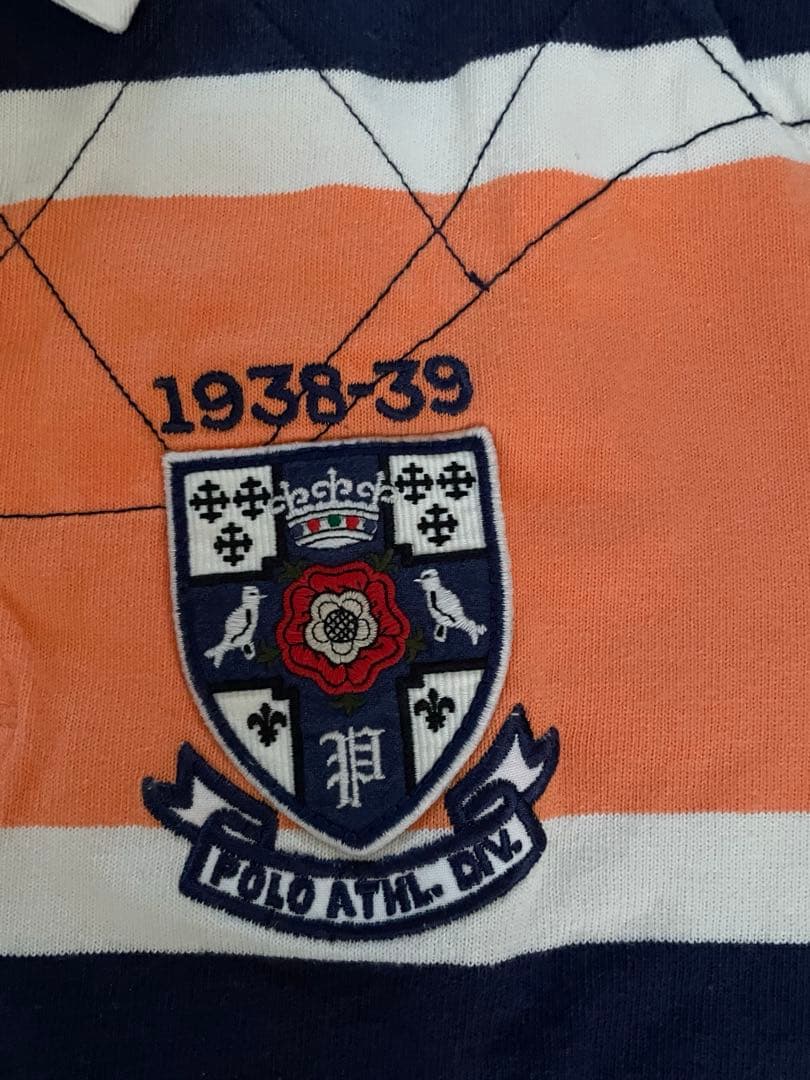 1938-39
P
POLO ATHL. DIV.